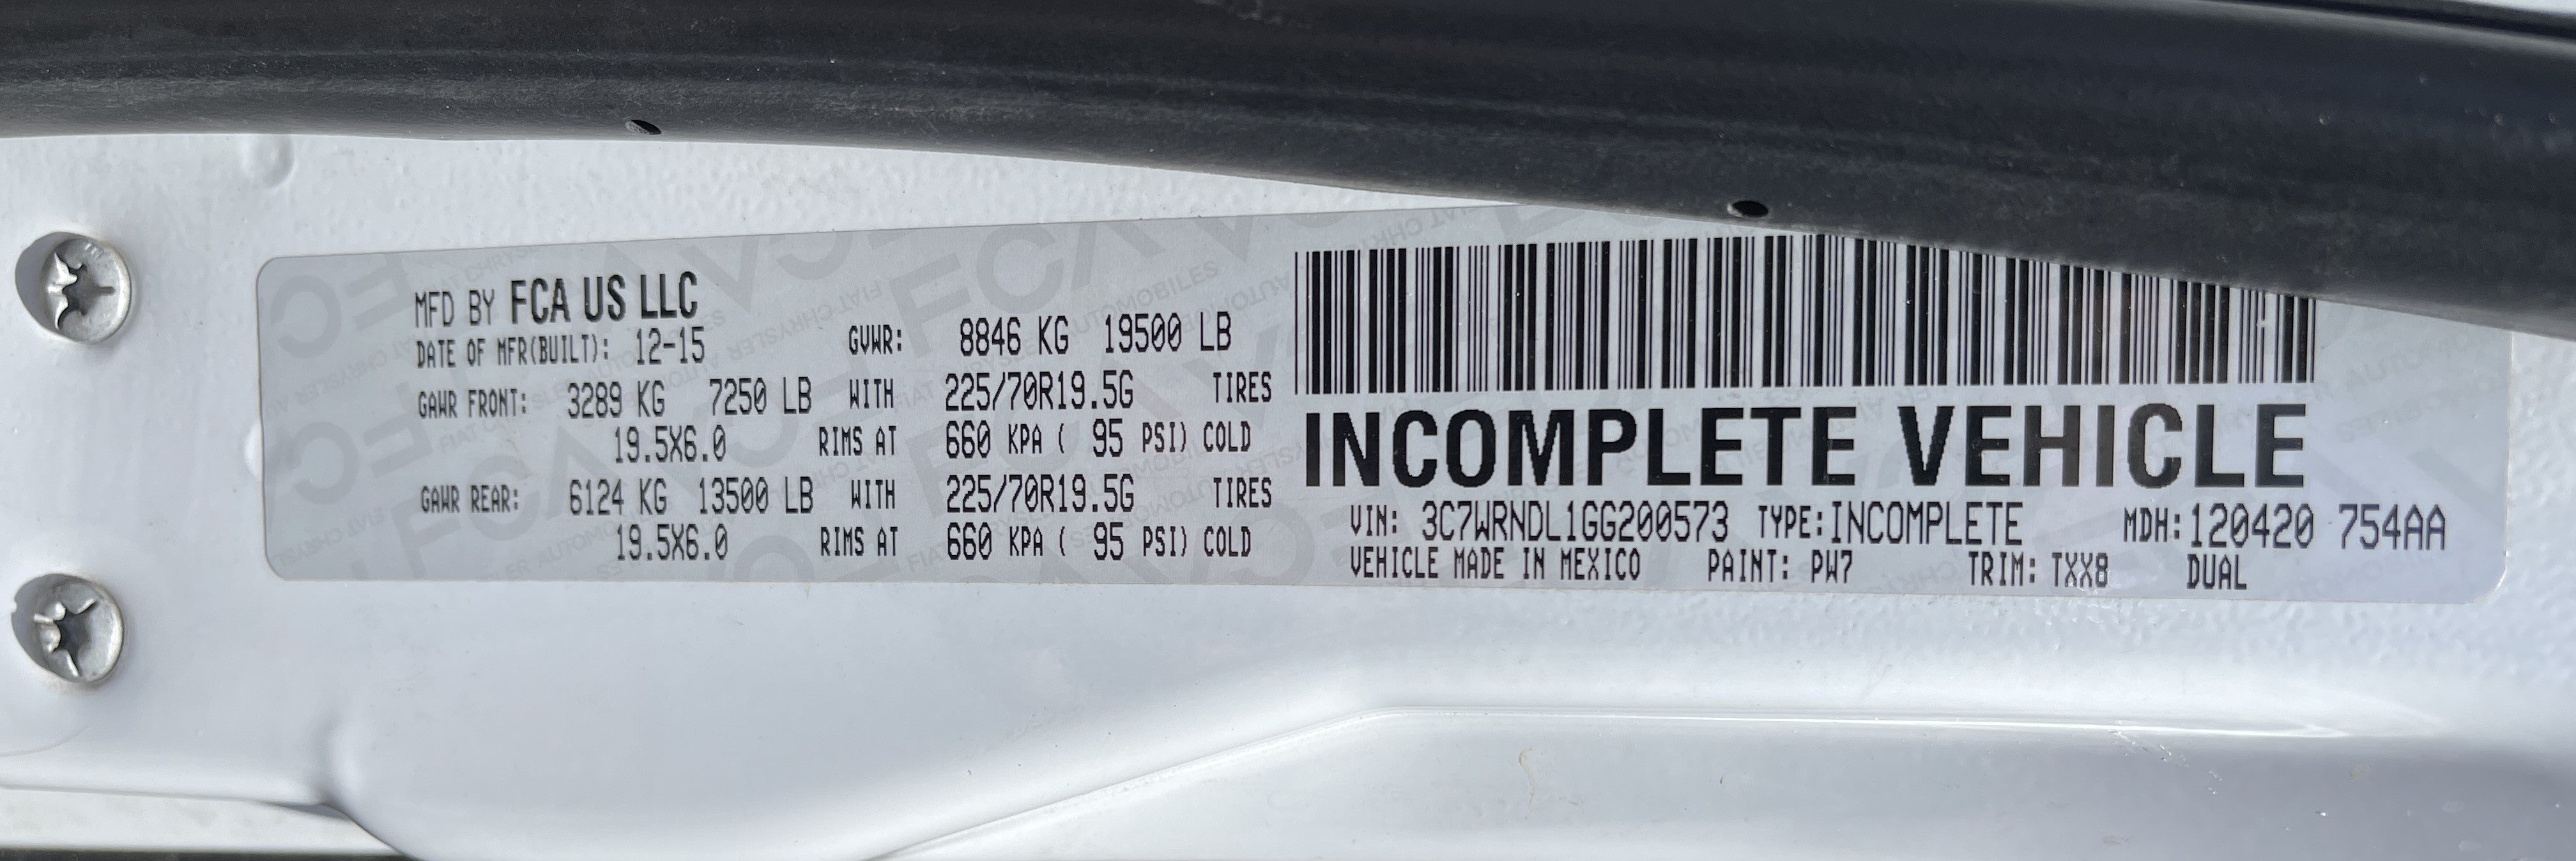 MFD BY FCA US LLC
DATE OF MFR(BUILT): 12-15 GVWR: 8846 KG 19500 LB
GAWR FRONT: 3289 KG 7250 LB WITH 225/70R19.5G TIRES
19.5X6.0 RIMS AT 660 KPA ( 95 PSI) COLD
GAWR REAR: 6124 KG 13500 LB WITH 225/70R19.5G TIRES
19.5X6.0 RIMS AT 660 KPA ( 95 PSI) COLD
INCOMPLETE VEHICLE
VIN: 3C7WRNDL1GG200573 TYPE:INCOMPLETE MDH:120420 754AA
VEHICLE MADE IN MEXICO PAINT: PW7 TRIM: TXX8 DUAL